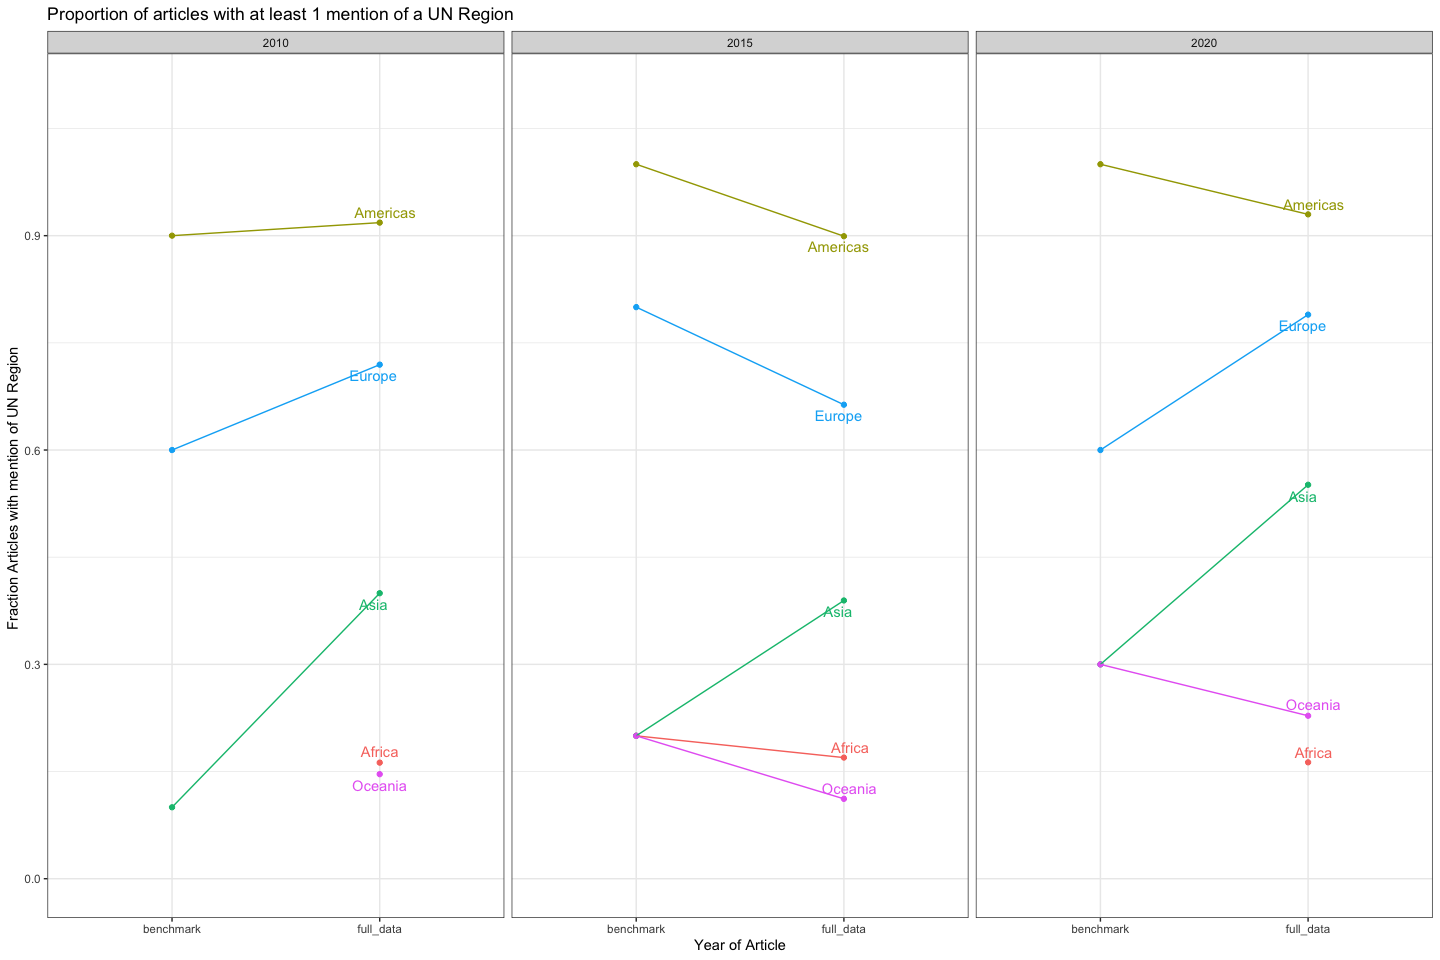 Proportion of articles with at least 1 mention of a UN Region
2010
2015
2020
Fraction Articles with mention of UN Region
0.9
0.6
0.3
0.0
Americas
Europe
Asia
Africa
Oceania
Americas
Europe
Asia
Africa
Oceania
Americas
Europe
Asia
Oceania
Africa
benchmark
full_data
benchmark
full_data
benchmark
full_data
Year of Article